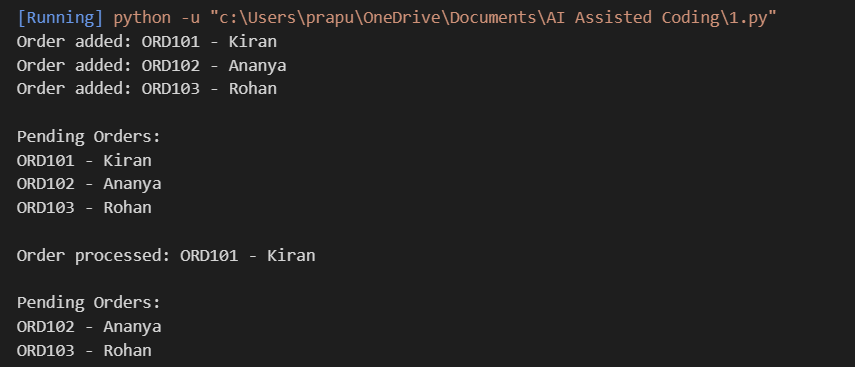 [Running] python -u "c:\Users\prapu\OneDrive\Documents\AI Assisted Coding\1.py"
Order added: ORD101 - Kiran
Order added: ORD102 - Ananya
Order added: ORD103 - Rohan
Pending Orders:
ORD101 - Kiran
ORD102 - Ananya
ORD103 - Rohan
Order processed: ORD101 - Kiran
Pending Orders:
ORD102 - Ananya
ORD103 - Rohan